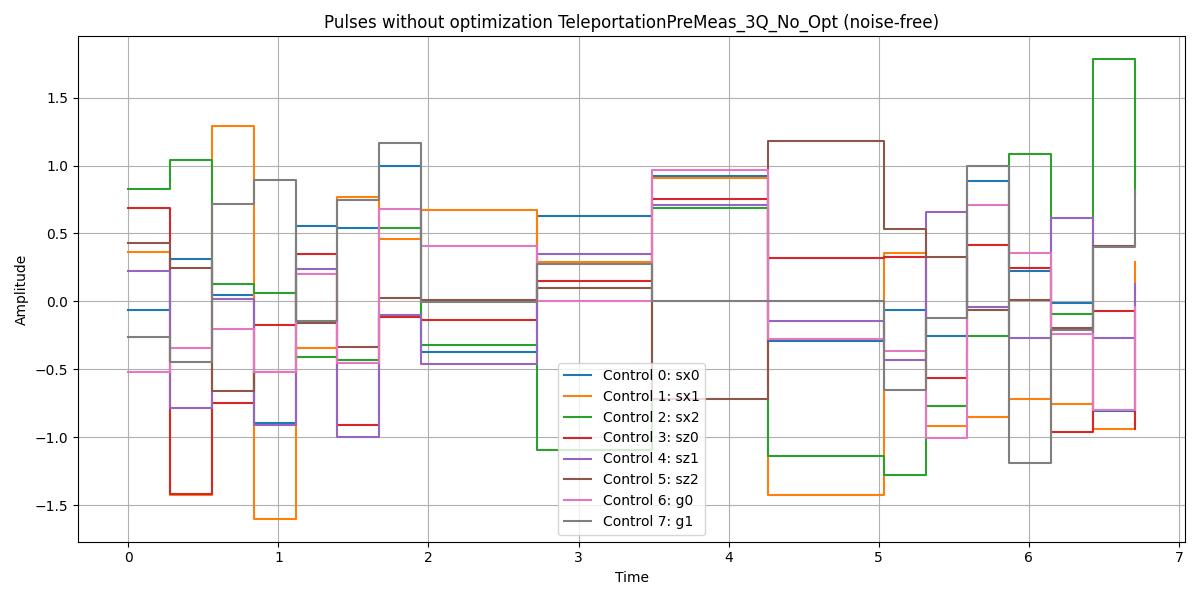 Pulses without optimization TeleportationPreMeas_3Q_No_Opt (noise-free)
Amplitude
1.5
1.0
0.5
0.0
−0.5
−1.0
−1.5
Control 0: sx0
Control 1: sx1
Control 2: sx2
Control 3: sz0
Control 4: sz1
Control 5: sz2
Control 6: g0
Control 7: g1
0 1 2 3 4 5 6 7
Time